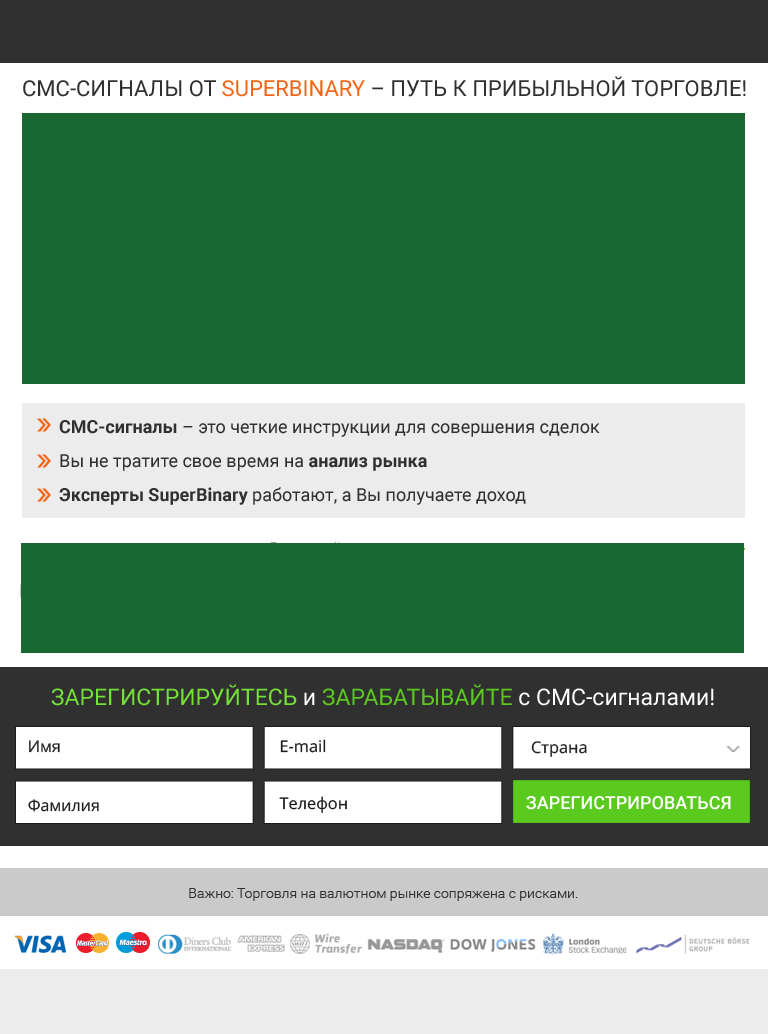 СМС-СИГНАЛЫ ОТ SUPERBINARY – ПУТЬ К ПРИБЫЛЬНОЙ ТОРГОВЛЕ!
СМС-сигналы – это четкие инструкции для совершения сделок
Вы не тратите свое время на анализ рынка
Эксперты SuperBinary работают, а Вы получаете доход
ЗАРЕГИСТРИРУЙТЕСЬ и ЗАРАБАТЫВАЙТЕ с СМС-сигналами!
Имя E-mail Страна
Фамилия Телефон ЗАРЕГИСТРИРОВАТЬСЯ
Важно: Торговля на валютном рынке сопряжена с рисками.
VISA MasterCard Maestro Diners Club INTERNATIONAL AMERICAN EXPRESS SWIFT Wire Transfer NASDAQ DOW JONES London Stock Exchange DEUTSCHE BÖRSE GROUP